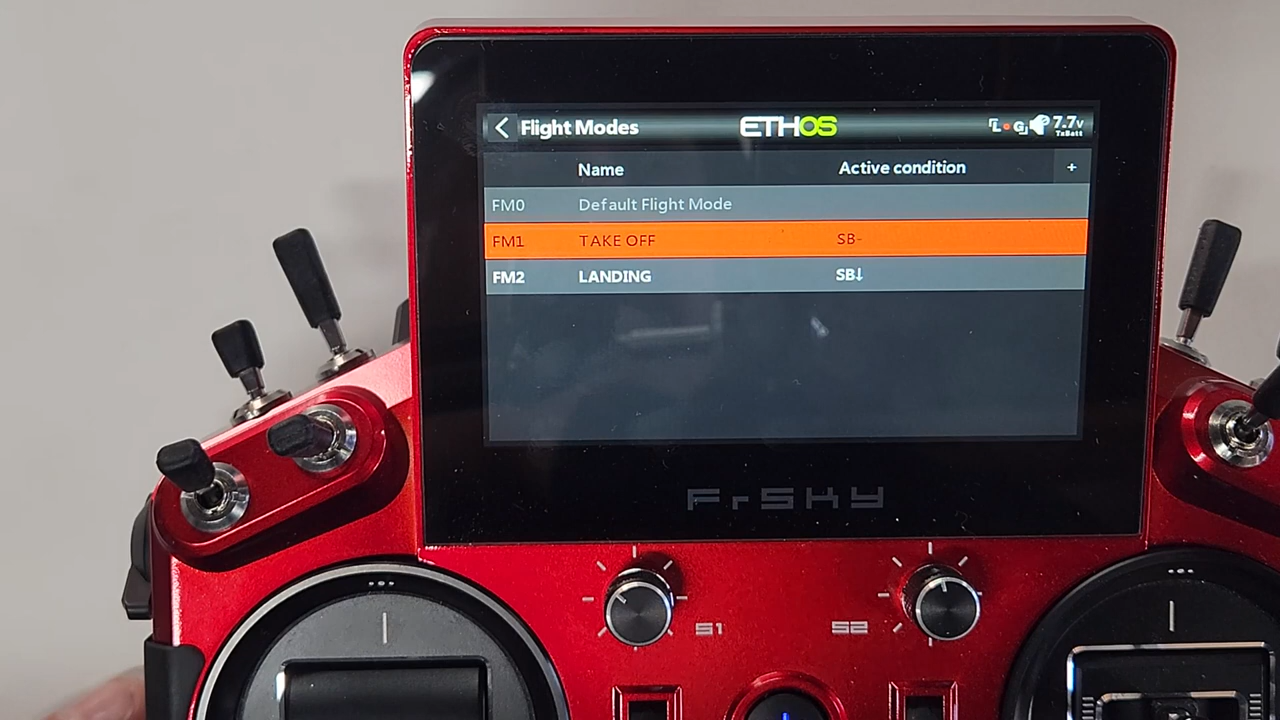 Flight Modes ETHOS 7.7V
TxBatt
Name Active condition +
FM0 Default Flight Mode
FM1 TAKE OFF SB-
FM2 LANDING SB↓
FrSKY
S1 S2